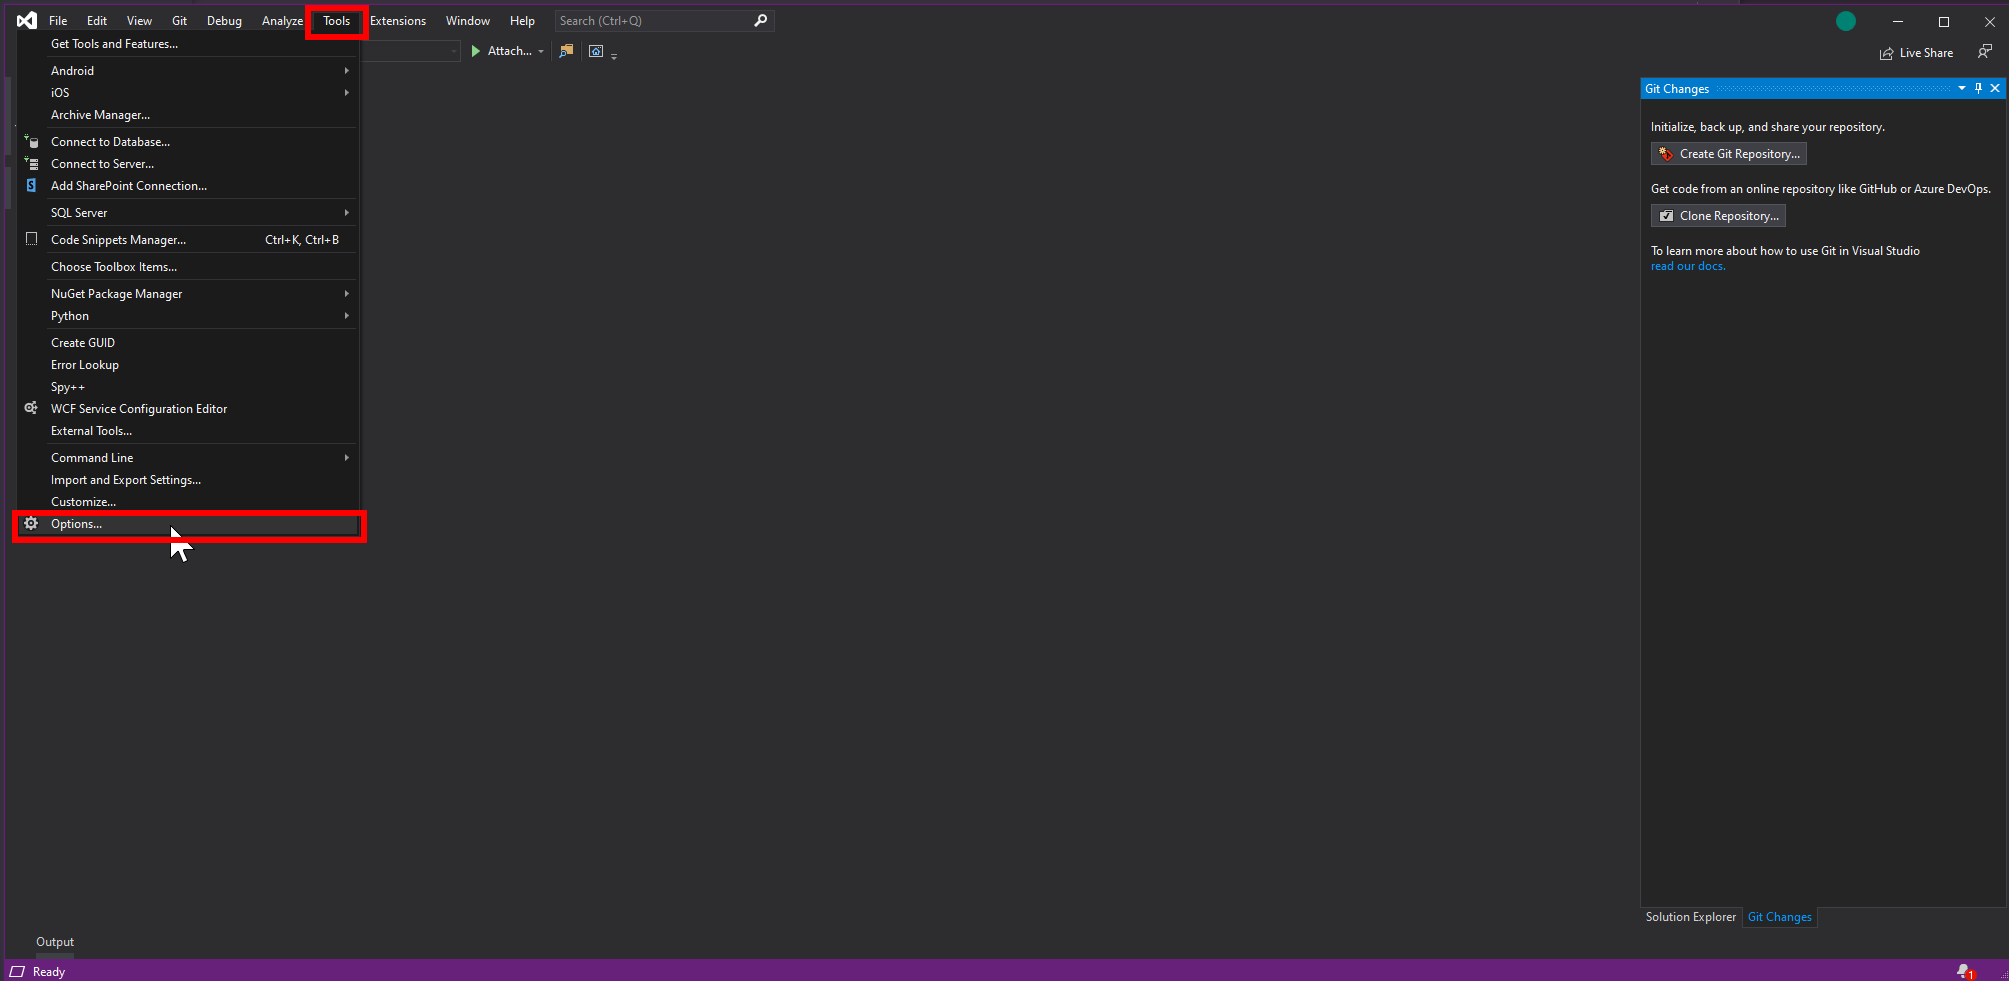 File Edit View Git Debug Analyze Tools Extensions Window Help Search (Ctrl+Q)
Attach...
Live Share
Get Tools and Features...
Android
iOS
Archive Manager...
Connect to Database...
Connect to Server...
Add SharePoint Connection...
SQL Server
Code Snippets Manager... Ctrl+K, Ctrl+B
Choose Toolbox Items...
NuGet Package Manager
Python
Create GUID
Error Lookup
Spy++
WCF Service Configuration Editor
External Tools...
Command Line
Import and Export Settings...
Customize...
Options...
Git Changes
Initialize, back up, and share your repository.
Create Git Repository...
Get code from an online repository like GitHub or Azure DevOps.
Clone Repository...
To learn more about how to use Git in Visual Studio
read our docs.
Solution Explorer Git Changes
Output
Ready
1